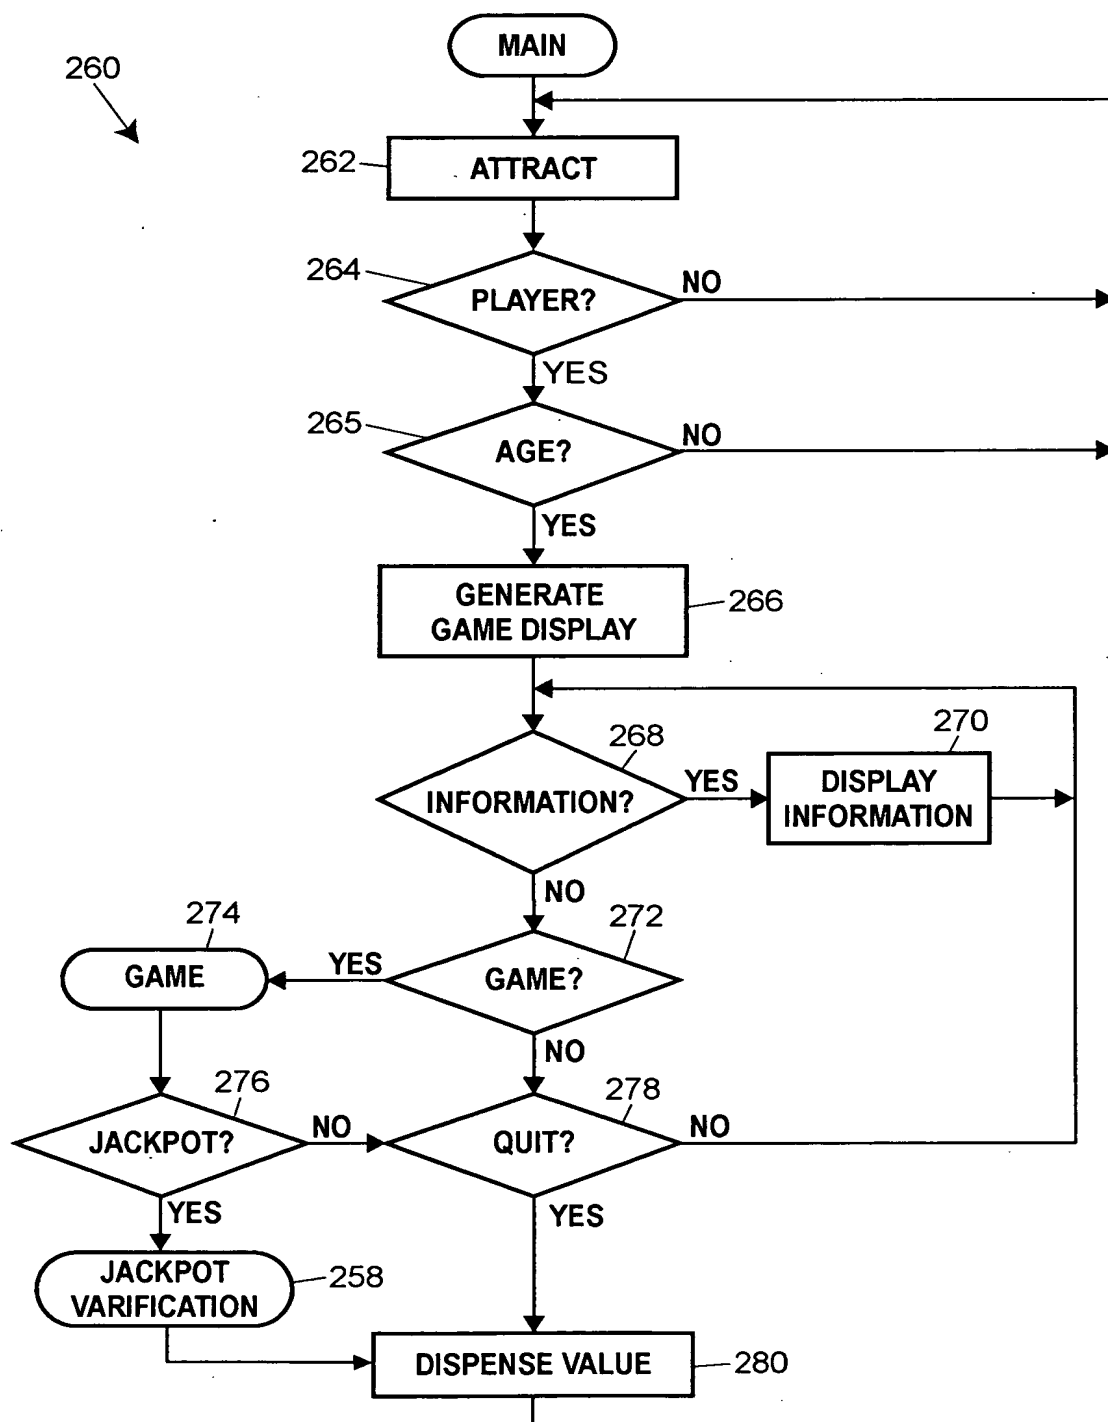 MAIN
260
262
ATTRACT
264
PLAYER?
NO
YES
265
AGE?
NO
YES
GENERATE
GAME DISPLAY
266
268
270
INFORMATION?
YES
DISPLAY
INFORMATION
NO
274
272
GAME
YES
GAME?
NO
276
278
JACKPOT?
NO
QUIT?
NO
YES
YES
JACKPOT
VARIFICATION
258
DISPENSE VALUE
280